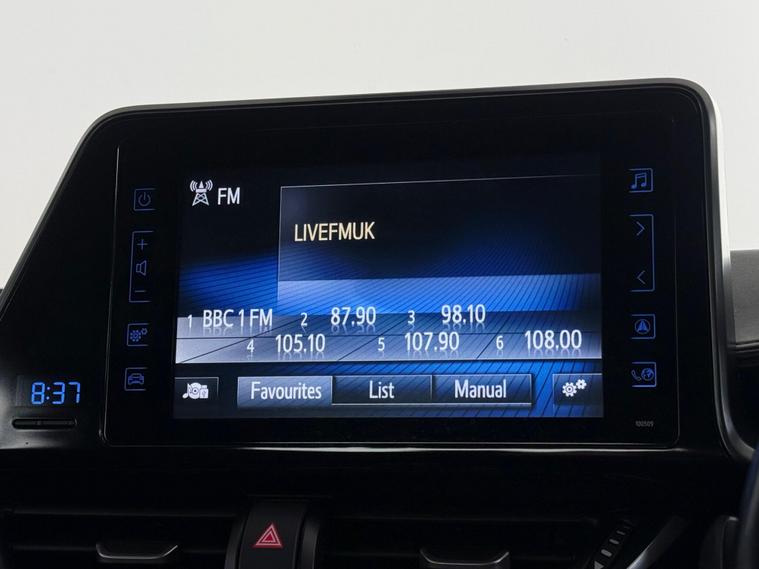 FM
LIVEFMUK
1 BBC 1 FM 2 87.90 3 98.10
4 105.10 5 107.90 6 108.00
8:37
Favourites List Manual
100509